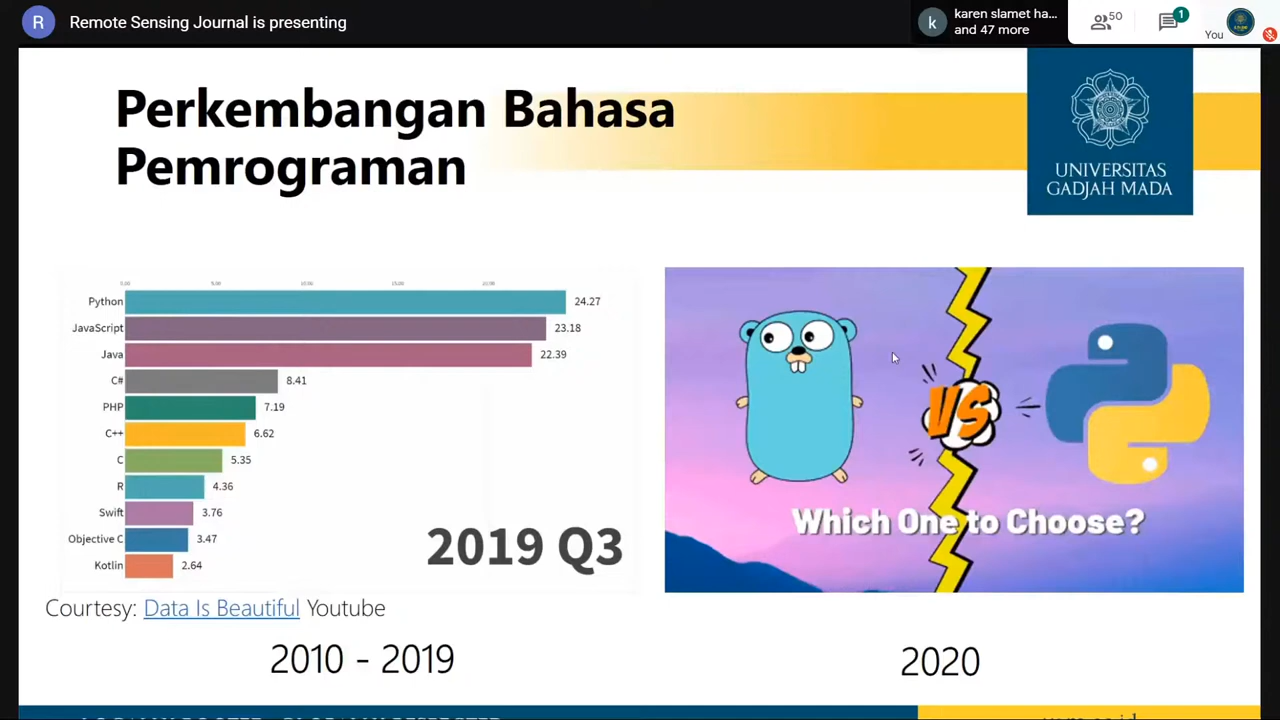 R
Remote Sensing Journal is presenting
k
karen slamet ha...
and 47 more
50
1
You
Perkembangan Bahasa
Pemrograman
UNIVERSITAS
GADJAH MADA
Python 24.27
JavaScript 23.18
Java 22.39
C# 8.41
PHP 7.19
C++ 6.62
C 5.35
R 4.36
Swift 3.76
Objective C 3.47
Kotlin 2.64
2019 Q3
VS
Which One to Choose?
Courtesy: Data Is Beautiful Youtube
2010 - 2019
2020